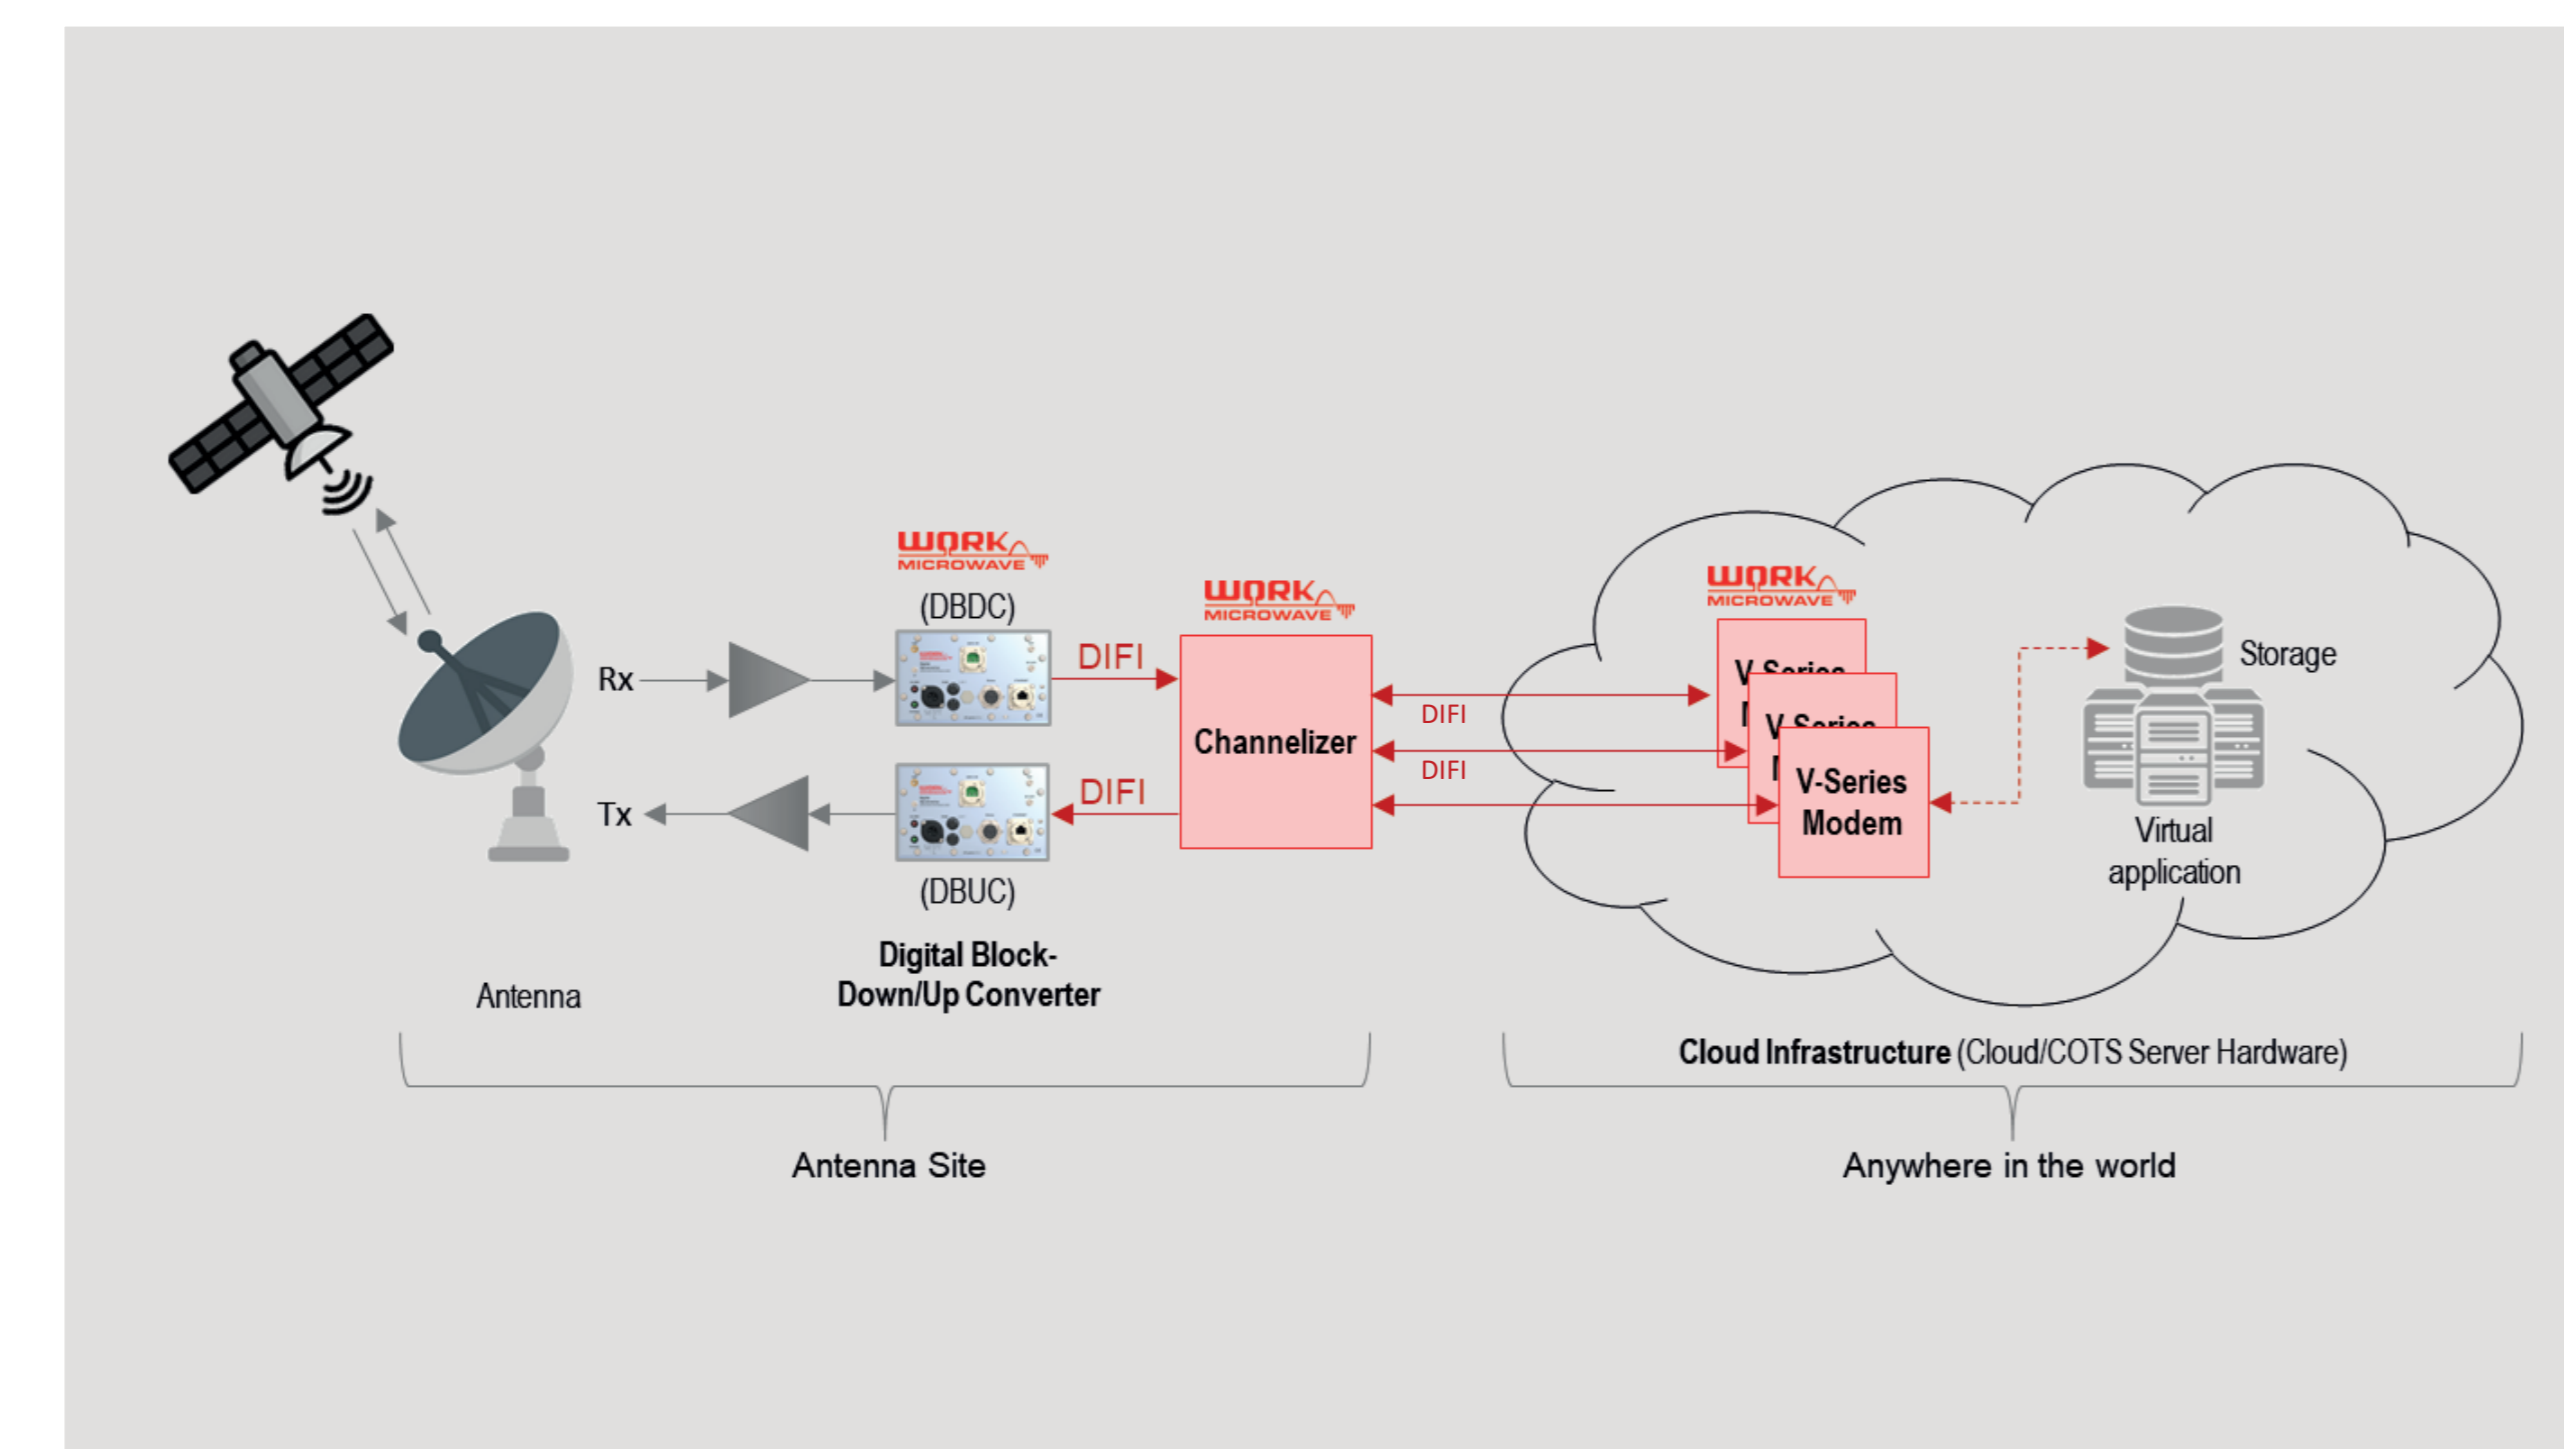 WORK
MICROWAVE
(DBDC)
Rx
DIFI
Tx
DIFI
(DBUC)
Digital Block-
Down/Up Converter
Antenna
Antenna Site
WORK
MICROWAVE
Channelizer
DIFI
DIFI
WORK
MICROWAVE
V-Series
V-Series
V-Series
Modem
Storage
Virtual
application
Cloud Infrastructure (Cloud/COTS Server Hardware)
Anywhere in the world